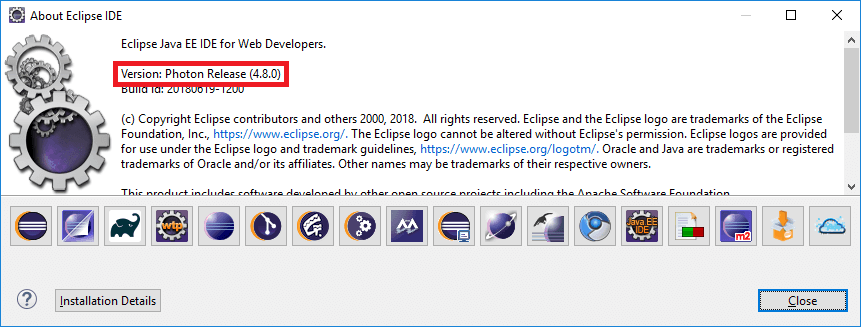 About Eclipse IDE
Eclipse Java EE IDE for Web Developers.
Version: Photon Release (4.8.0)
Build id: 20180619-1200
(c) Copyright Eclipse contributors and others 2000, 2018.  All rights reserved. Eclipse and the Eclipse logo are trademarks of the Eclipse
Foundation, Inc., https://www.eclipse.org/. The Eclipse logo cannot be altered without Eclipse's permission. Eclipse logos are provided
for use under the Eclipse logo and trademark guidelines, https://www.eclipse.org/logotm/. Oracle and Java are trademarks or registered
trademarks of Oracle and/or its affiliates. Other names may be trademarks of their respective owners.
This product includes software developed by other open source projects including the Apache Software Foundation
wtp
Java EE
IDE
m2
?
Installation Details
Close